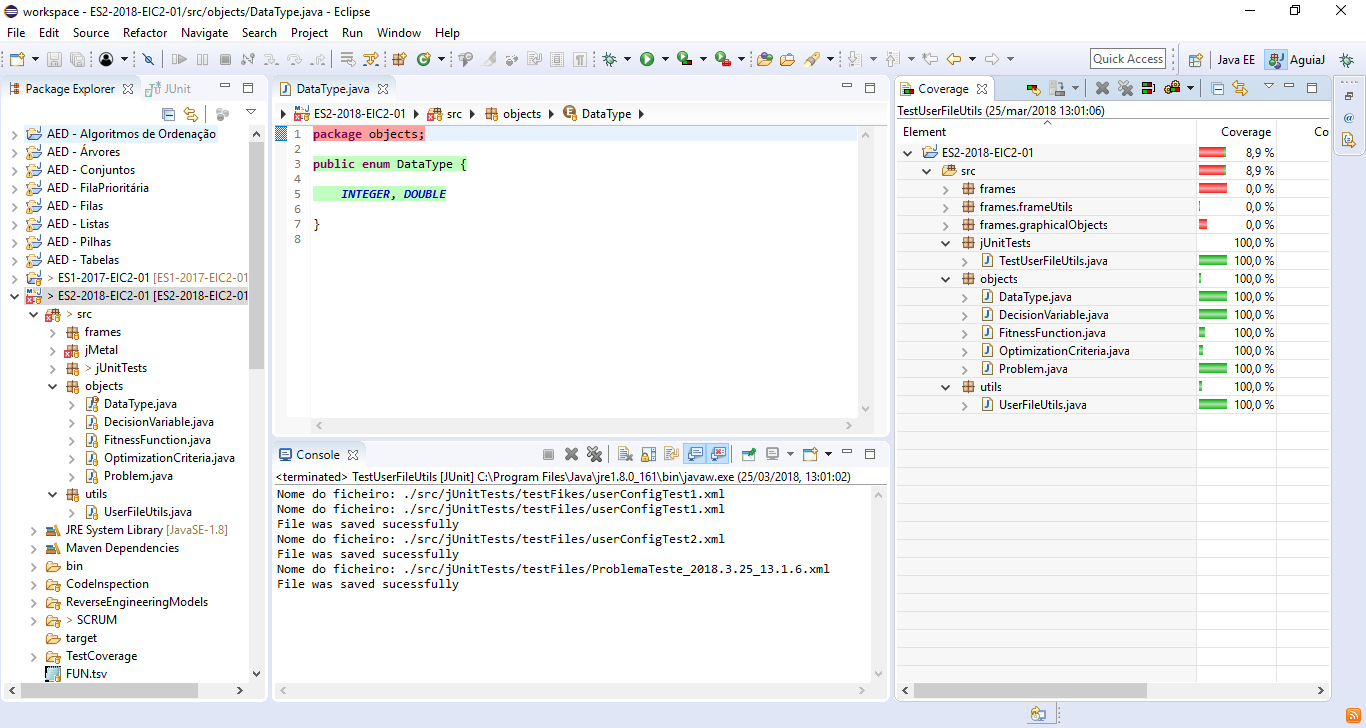 workspace - ES2-2018-EIC2-01/src/objects/DataType.java - Eclipse
File Edit Source Refactor Navigate Search Project Run Window Help
Quick Access
Java EE
AguiaJ
Package Explorer
JUnit
AED - Algoritmos de Ordenação
AED - Árvores
AED - Conjuntos
AED - FilaPrioritária
AED - Filas
AED - Listas
AED - Pilhas
AED - Tabelas
> ES1-2017-EIC2-01 [ES1-2017-EIC2-01
> ES2-2018-EIC2-01 [ES2-2018-EIC2-01
> src
frames
jMetal
> jUnitTests
objects
DataType.java
DecisionVariable.java
FitnessFunction.java
OptimizationCriteria.java
Problem.java
utils
UserFileUtils.java
JRE System Library [JavaSE-1.8]
Maven Dependencies
bin
CodeInspection
ReverseEngineeringModels
> SCRUM
target
TestCoverage
FUN.tsv
DataType.java
ES2-2018-EIC2-01 src objects DataType
1 package objects;
2
3 public enum DataType {
4
5 INTEGER, DOUBLE
6
7 }
8
Console
<terminated> TestUserFileUtils [JUnit] C:\Program Files\Java\jre1.8.0_161\bin\javaw.exe (25/03/2018, 13:01:02)
Nome do ficheiro: ./src/jUnitTests/testFikes/userConfigTest1.xml
Nome do ficheiro: ./src/jUnitTests/testFiles/userConfigTest1.xml
File was saved sucessfully
Nome do ficheiro: ./src/jUnitTests/testFiles/userConfigTest2.xml
File was saved sucessfully
Nome do ficheiro: ./src/jUnitTests/testFiles/ProblemaTeste_2018.3.25_13.1.6.xml
File was saved sucessfully
Coverage
TestUserFileUtils (25/mar/2018 13:01:06)
Element Coverage Co
ES2-2018-EIC2-01 8,9 %
src 8,9 %
frames 0,0 %
frames.frameUtils 0,0 %
frames.graphicalObjects 0,0 %
jUnitTests 100,0 %
TestUserFileUtils.java 100,0 %
objects 100,0 %
DataType.java 100,0 %
DecisionVariable.java 100,0 %
FitnessFunction.java 100,0 %
OptimizationCriteria.java 100,0 %
Problem.java 100,0 %
utils 100,0 %
UserFileUtils.java 100,0 %